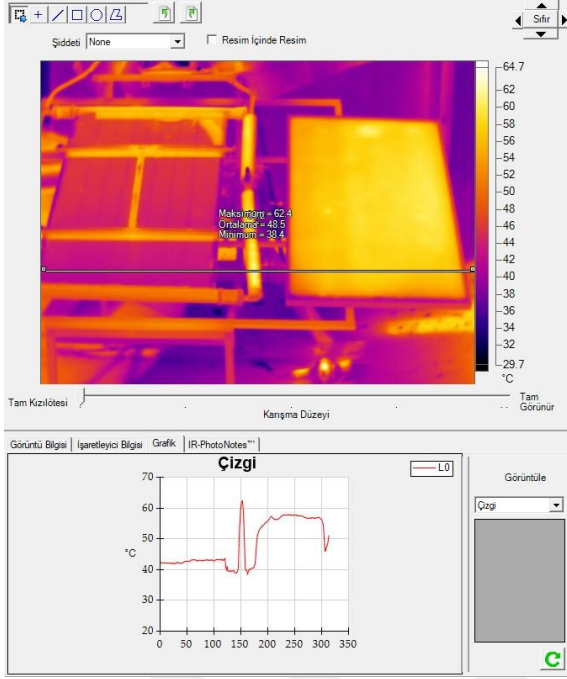 Sıfır
Şiddeti None
Resim İçinde Resim
64.7
62
60
58
56
54
52
50
48
46
44
42
40
38
36
34
32
29.7
°C
Maksimum = 62.4
Ortalama = 48.5
Minimum = 38.4
Tam Kızılötesi
Tam Görünür
Karışma Düzeyi
Görüntü Bilgisi İşaretleyici Bilgisi Grafik IR-PhotoNotes™
Çizgi
L0
70
60
50
40
30
20
°C
0 50 100 150 200 250 300 350
Görüntüle
Çizgi